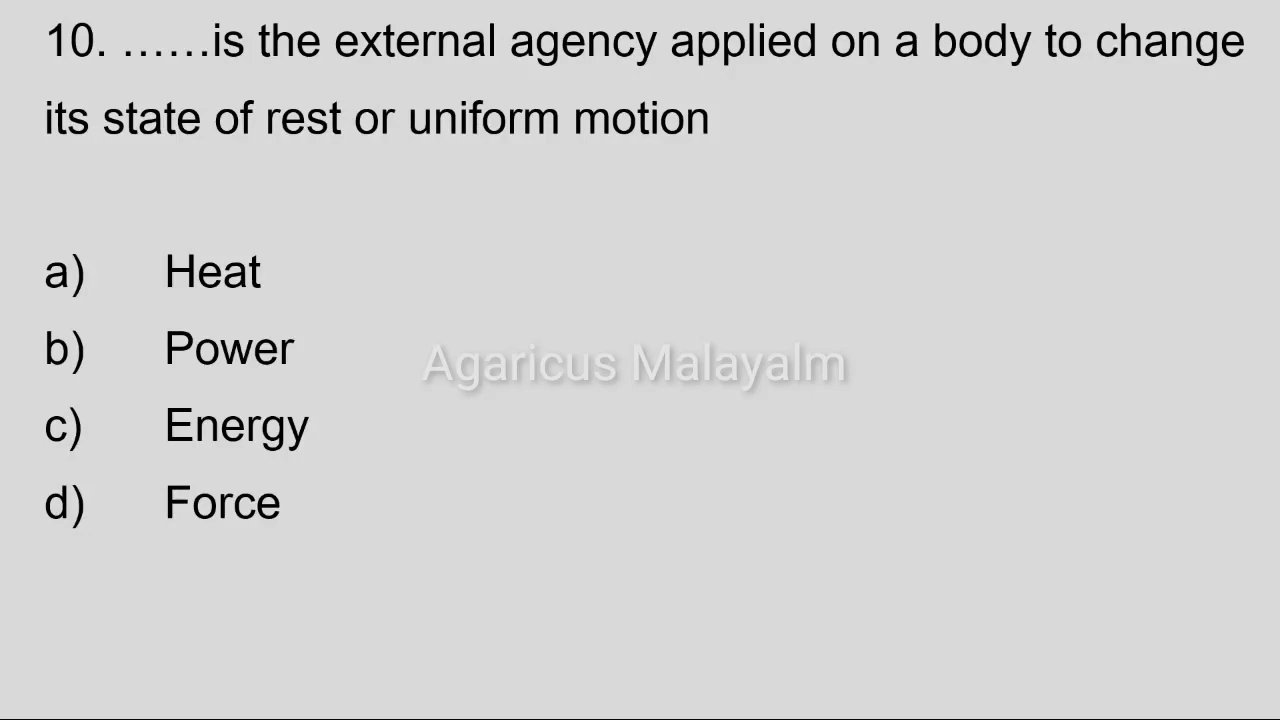 10. ......is the external agency applied on a body to change
its state of rest or uniform motion
a) Heat
b) Power
Agaricus Malayalm
c) Energy
d) Force